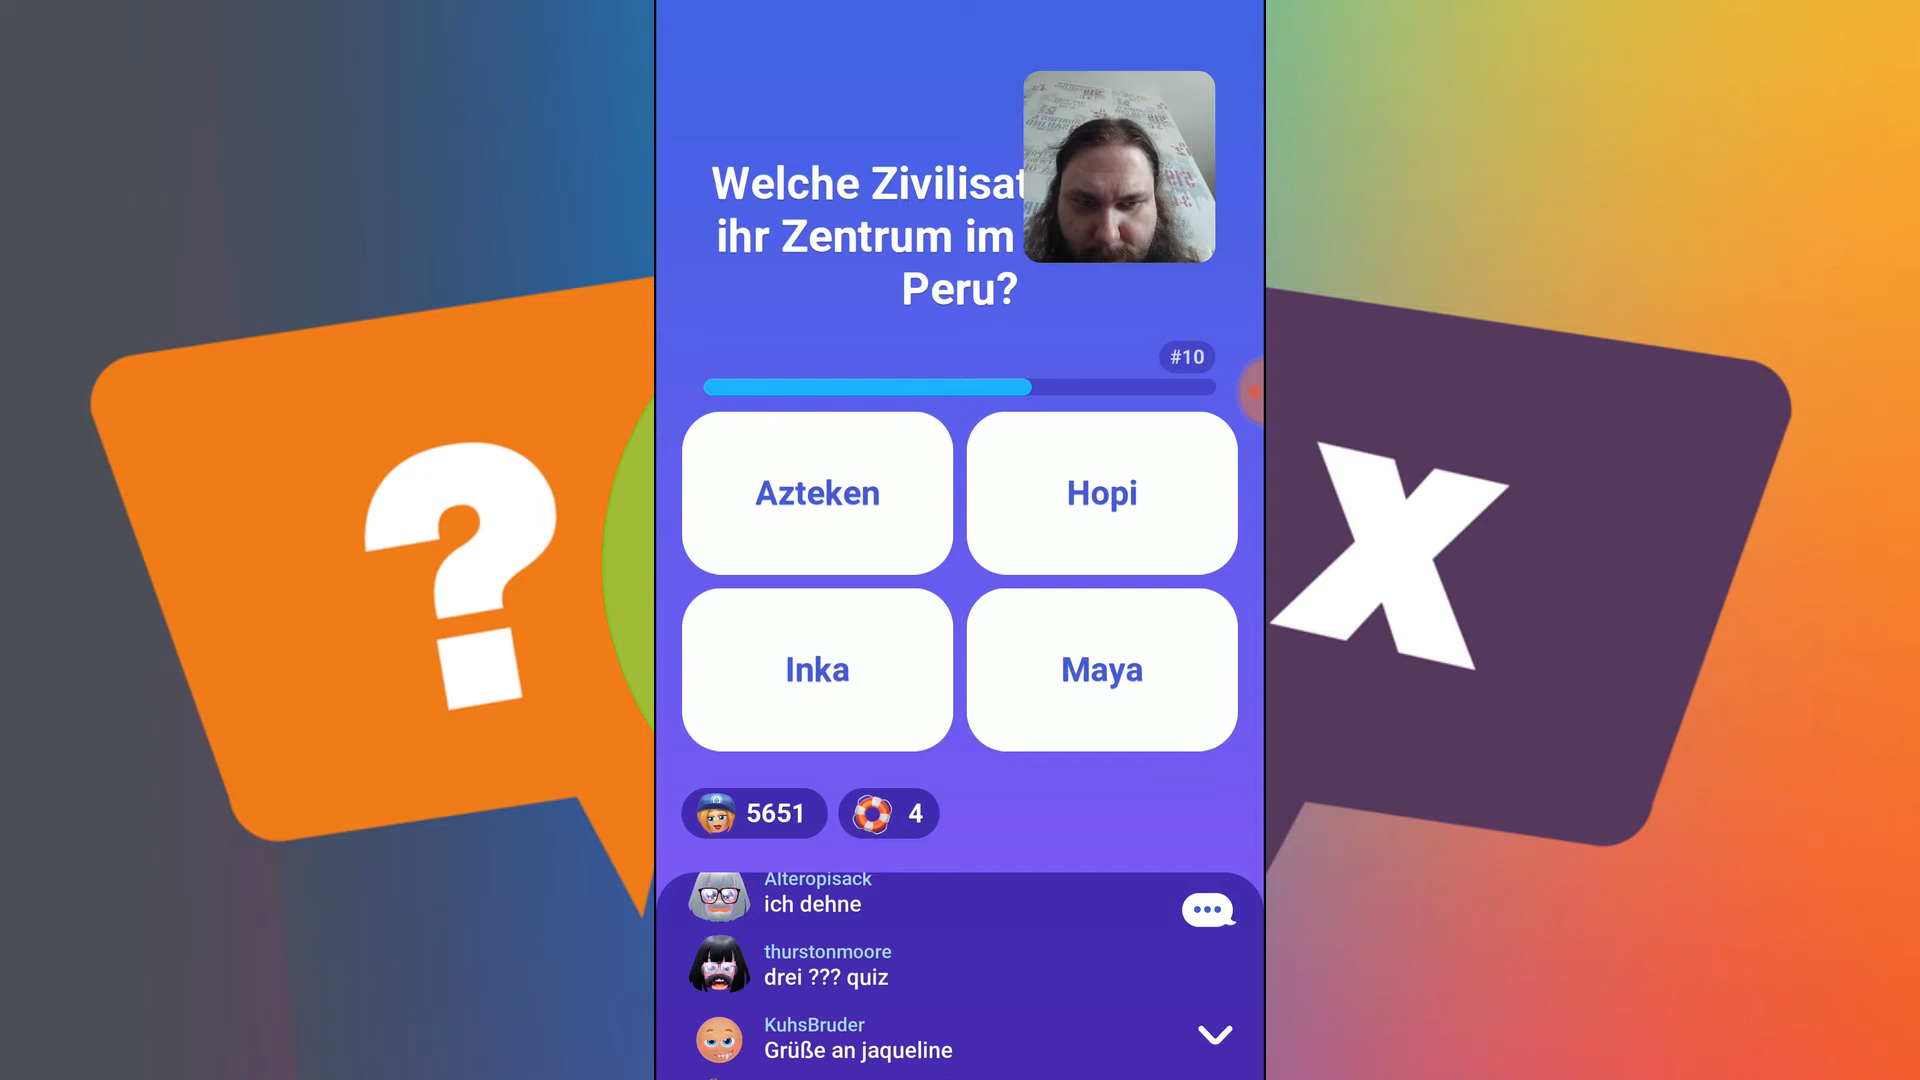 Welche Zivilisat
ihr Zentrum im
Peru?
#10
Azteken
Hopi
Inka
Maya
5651
4
Alteropisack
ich dehne
thurstonmoore
drei ??? quiz
KuhsBruder
Grüße an jaqueline
?
X